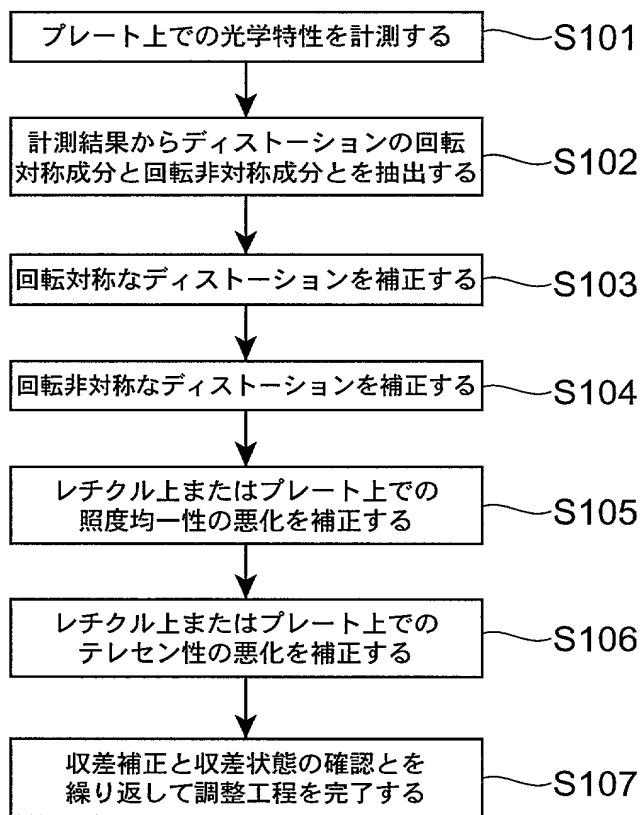 プレート上での光学特性を計測する
S101
計測結果からディストーションの回転
対称成分と回転非対称成分とを抽出する
S102
回転対称なディストーションを補正する
S103
回転非対称なディストーションを補正する
S104
レチクル上またはプレート上での
照度均一性の悪化を補正する
S105
レチクル上またはプレート上での
テレセン性の悪化を補正する
S106
収差補正と収差状態の確認とを
繰り返して調整工程を完了する
S107